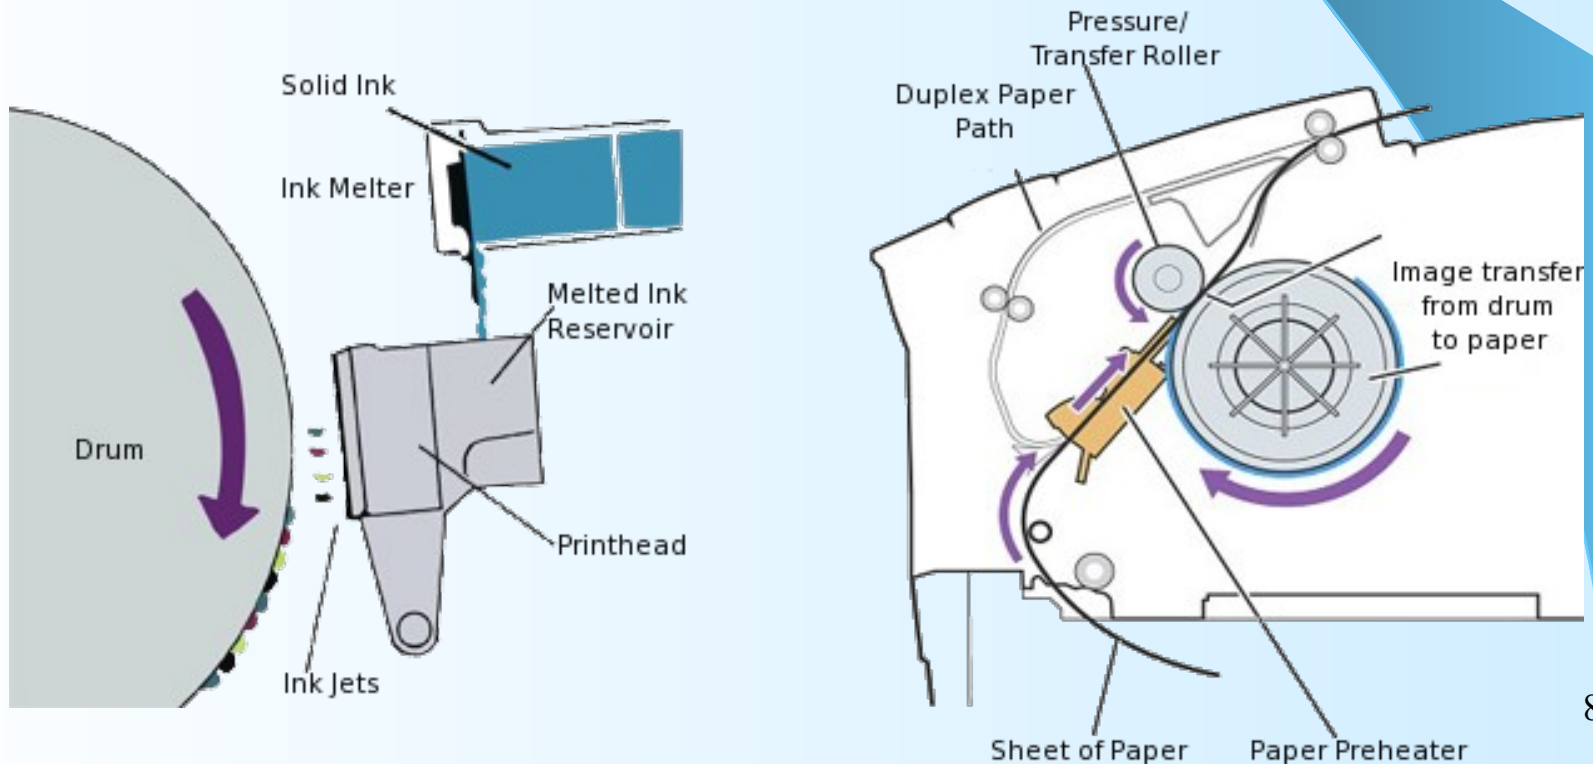 Solid Ink
Ink Melter
Melted Ink
Reservoir
Drum
Printhead
Ink Jets
Pressure/
Transfer Roller
Duplex Paper
Path
Image transfer
from drum
to paper
Sheet of Paper
Paper Preheater
8